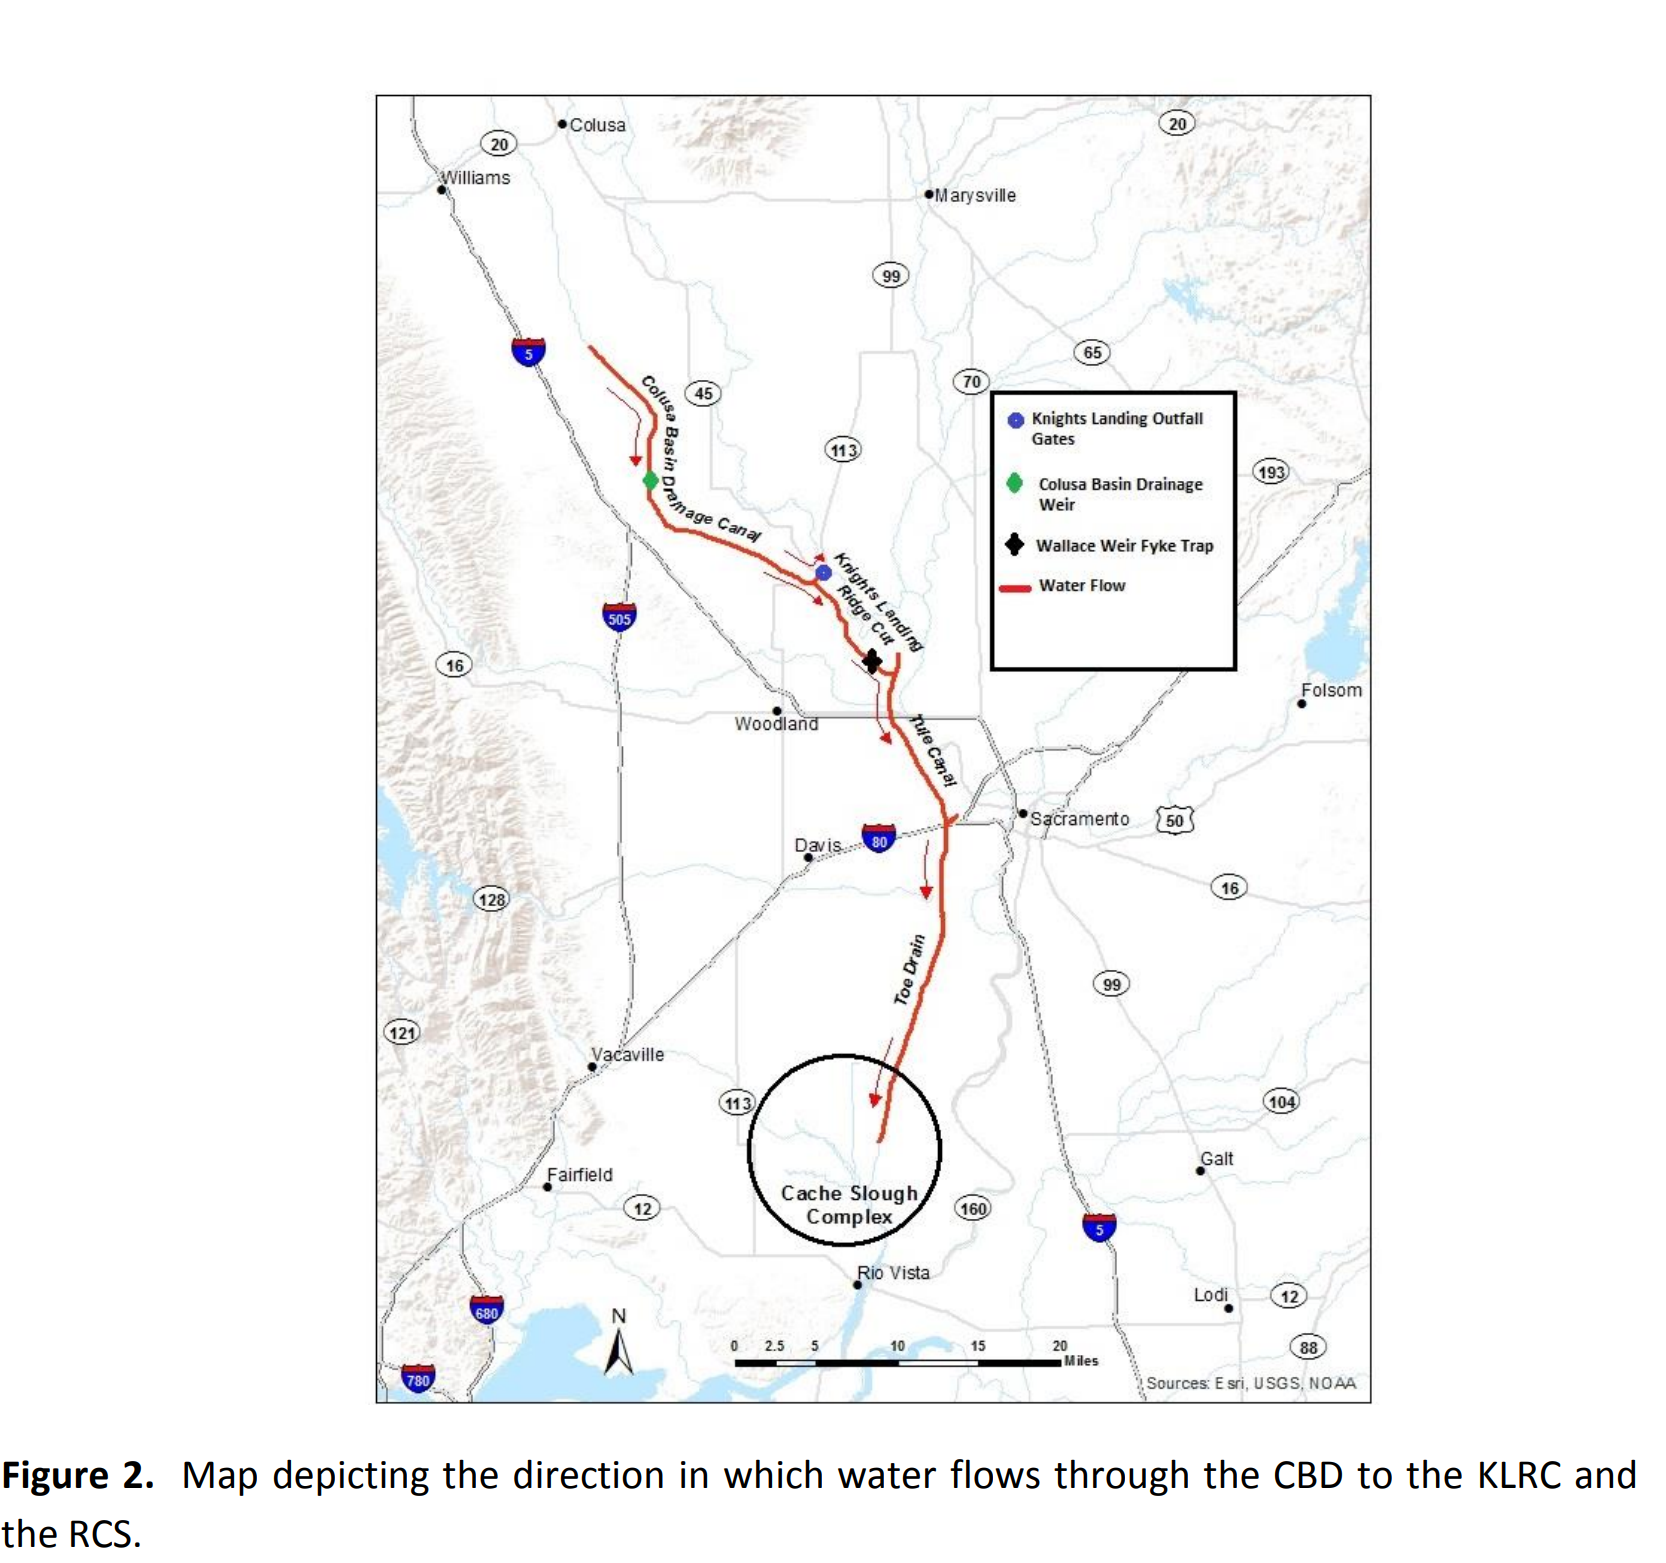 Colusa
20
20
Williams
Marysville
99
5
65
70
45
Colusa Basin Drainage Canal
113
Knights Landing Outfall
Gates
Colusa Basin Drainage
Weir
Wallace Weir Fyke Trap
Water Flow
193
Knights Landing
Ridge Cut
505
16
Folsom
Woodland
Tule Canal
Sacramento
50
80
Davis
16
128
Toe Drain
99
121
Vacaville
113
104
Galt
Fairfield
12
Cache Slough
Complex
160
5
Rio Vista
Lodi
12
680
N
0 2.5 5 10 15 20
Miles
88
780
Sources: Esri, USGS, NOAA
Figure 2. Map depicting the direction in which water flows through the CBD to the KLRC and
the RCS.